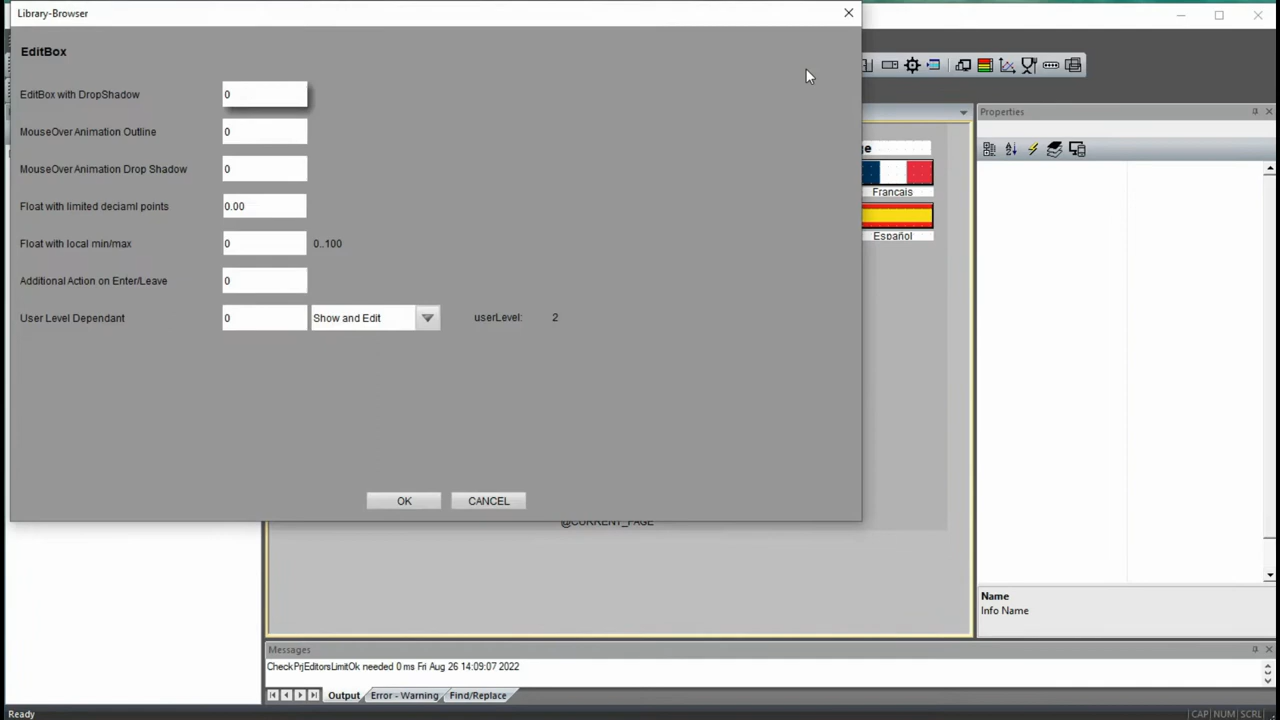 Library-Browser
EditBox
EditBox with DropShadow 0
MouseOver Animation Outline 0
MouseOver Animation Drop Shadow 0
Float with limited deciaml points 0.00
Float with local min/max 0 0..100
Additional Action on Enter/Leave 0
User Level Dependant 0 Show and Edit userLevel: 2
OK CANCEL
@CURRENT_PAGE
ge
Francais
Español
Properties
Name
Info Name
Messages
CheckPrjEditorsLimitOk needed 0 ms Fri Aug 26 14:09:07 2022
Output Error - Warning Find/Replace
Ready CAP NUM SCRL